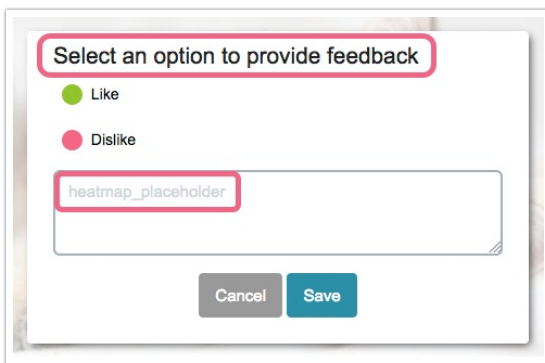 Select an option to provide feedback
Like
Dislike
heatmap_placeholder
Cancel Save